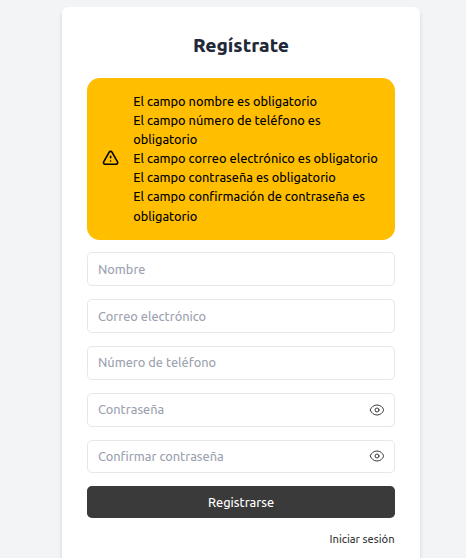 Regístrate
El campo nombre es obligatorio
El campo número de teléfono es
obligatorio
El campo correo electrónico es obligatorio
El campo contraseña es obligatorio
El campo confirmación de contraseña es
obligatorio
Nombre
Correo electrónico
Número de teléfono
Contraseña
Confirmar contraseña
Registrarse
Iniciar sesión